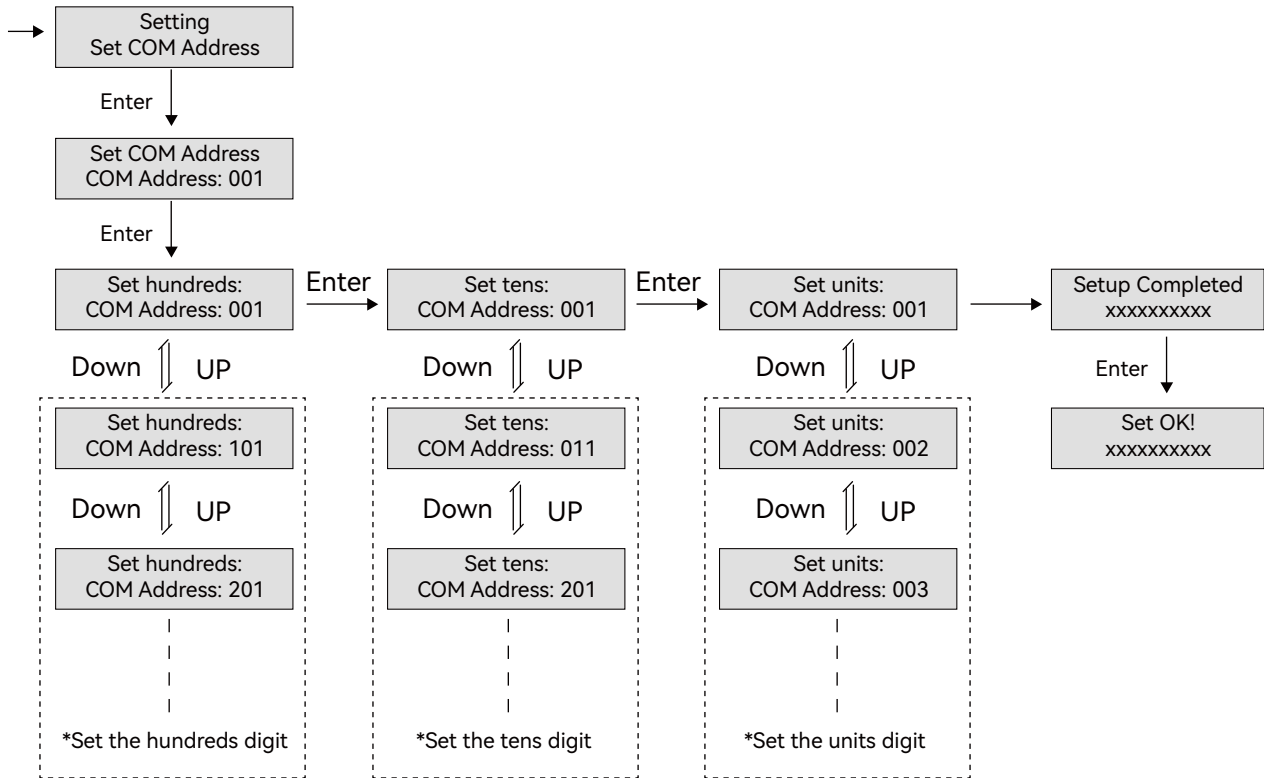 Setting
Set COM Address
Enter
Set COM Address
COM Address: 001
Enter
Set hundreds:
COM Address: 001
Enter
Set tens:
COM Address: 001
Enter
Set units:
COM Address: 001
Setup Completed
xxxxxxxxxx
Down UP
Down UP
Down UP
Enter
Set hundreds:
COM Address: 101
Set tens:
COM Address: 011
Set units:
COM Address: 002
Set OK!
xxxxxxxxxx
Down UP
Down UP
Down UP
Set hundreds:
COM Address: 201
Set tens:
COM Address: 201
Set units:
COM Address: 003
*Set the hundreds digit
*Set the tens digit
*Set the units digit